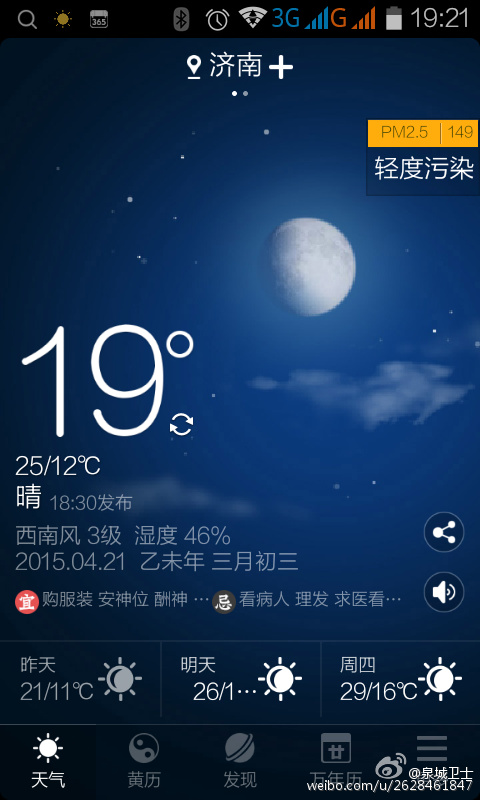 365 3G G 19:21
济南
PM2.5 149
轻度污染
19°
25/12℃
晴 18:30发布
西南风 3级 湿度 46%
2015.04.21 乙未年 三月初三
宜 购服装 安神位 酬神 … 忌 看病人 理发 求医看…
昨天 明天 周四
21/11℃ 26/1… 29/16℃
天气 黄历 发现 万年历
@泉城卫士
weibo.com/u/2628461847